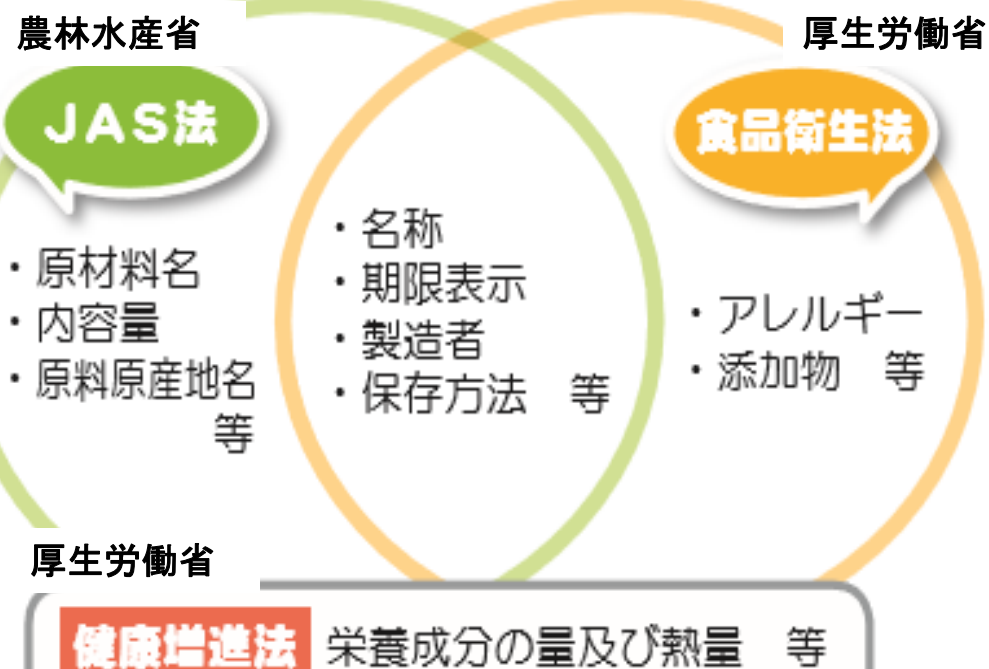 農林水産省
厚生労働省
JAS法
食品衛生法
・原材料名
・内容量
・原料原産地名
等
・名称
・期限表示
・製造者
・保存方法　等
・アレルギー
・添加物　等
厚生労働省
健康増進法　栄養成分の量及び熱量　等